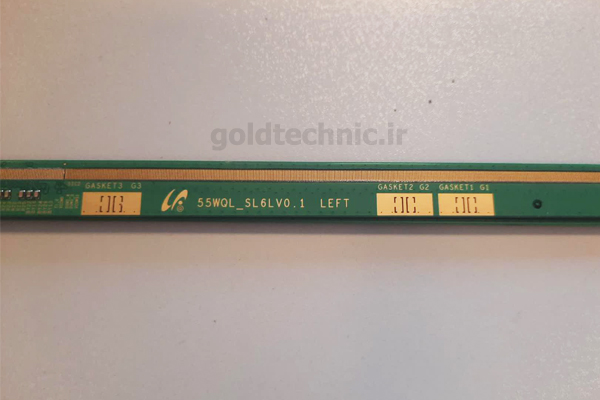 goldtechnic.ir
GASKET3 G3
55WQL_SL6LV0.1 LEFT
GASKET2 G2
GASKET1 G1